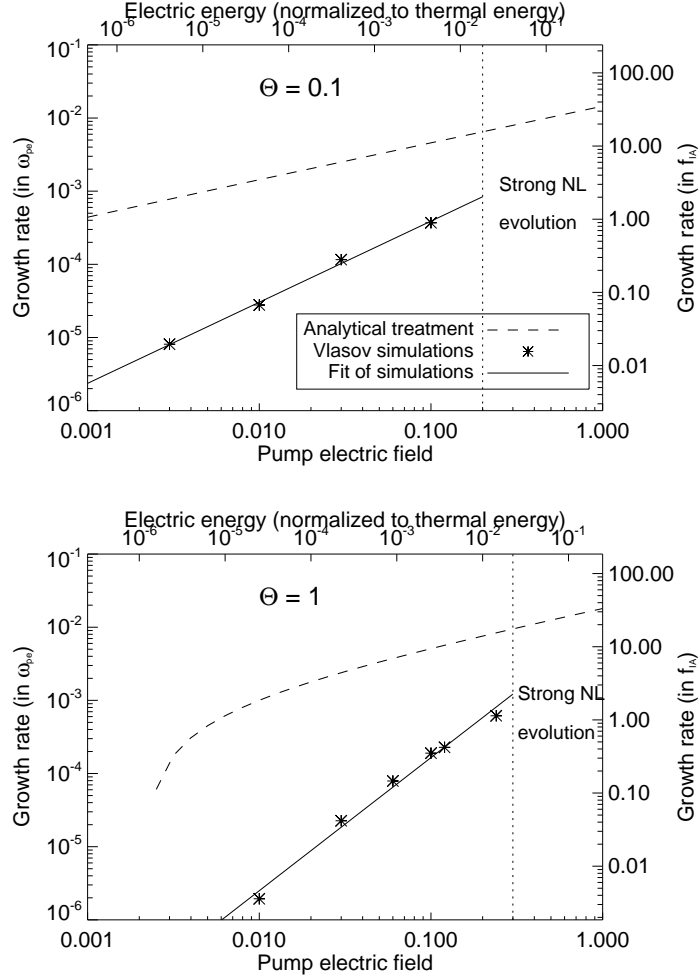 Electric energy (normalized to thermal energy)
10⁻⁶ 10⁻⁵ 10⁻⁴ 10⁻³ 10⁻² 10⁻¹
10⁻¹
10⁻²
10⁻³
10⁻⁴
10⁻⁵
10⁻⁶
Growth rate (in ωpe)
Θ = 0.1
Strong NL
evolution
Analytical treatment
Vlasov simulations
Fit of simulations
100.00
10.00
1.00
0.10
0.01
Growth rate (in fIA)
0.001 0.010 0.100 1.000
Pump electric field
Electric energy (normalized to thermal energy)
10⁻⁶ 10⁻⁵ 10⁻⁴ 10⁻³ 10⁻² 10⁻¹
10⁻¹
10⁻²
10⁻³
10⁻⁴
10⁻⁵
10⁻⁶
Growth rate (in ωpe)
Θ = 1
Strong NL
evolution
100.00
10.00
1.00
0.10
0.01
Growth rate (in fIA)
0.001 0.010 0.100 1.000
Pump electric field